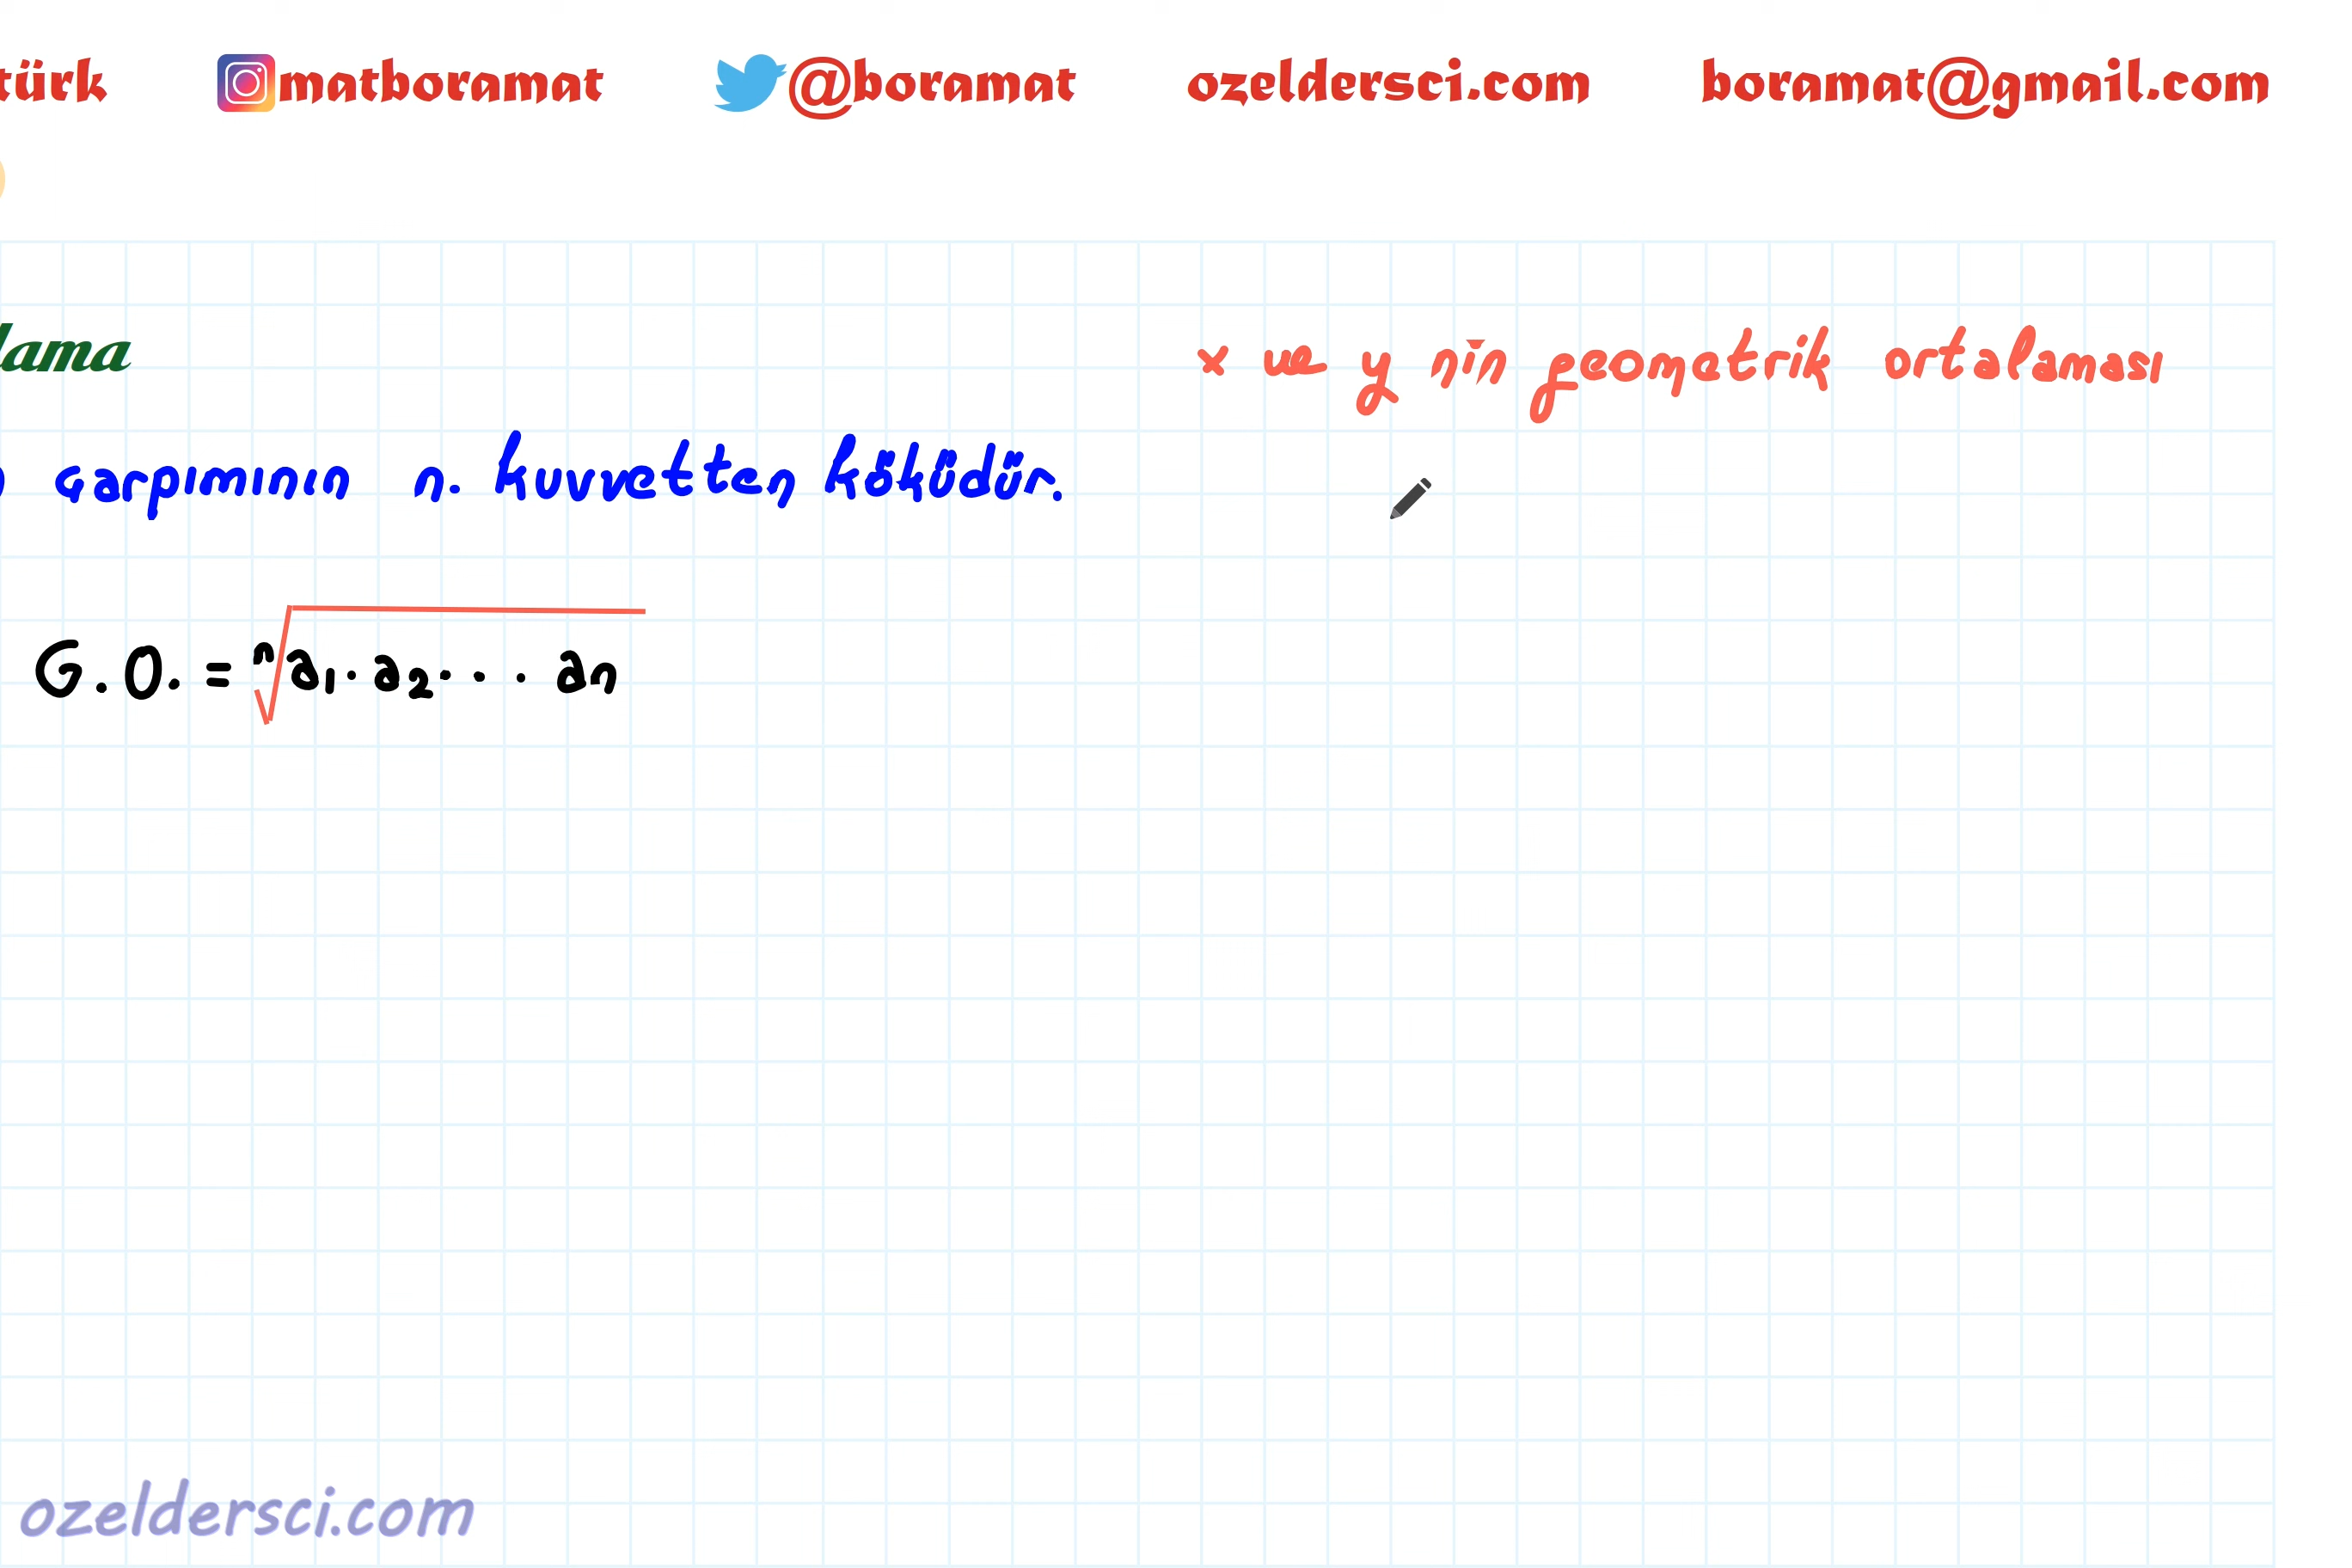 türk matboramat @boramat ozeldersci.com boramat@gmail.com
lama
x ve y nin geometrik ortalaması
çarpımının n. kuvvetten köküdür.
G.O. = ⁿ√a₁·a₂··· · aₙ
ozeldersci.com